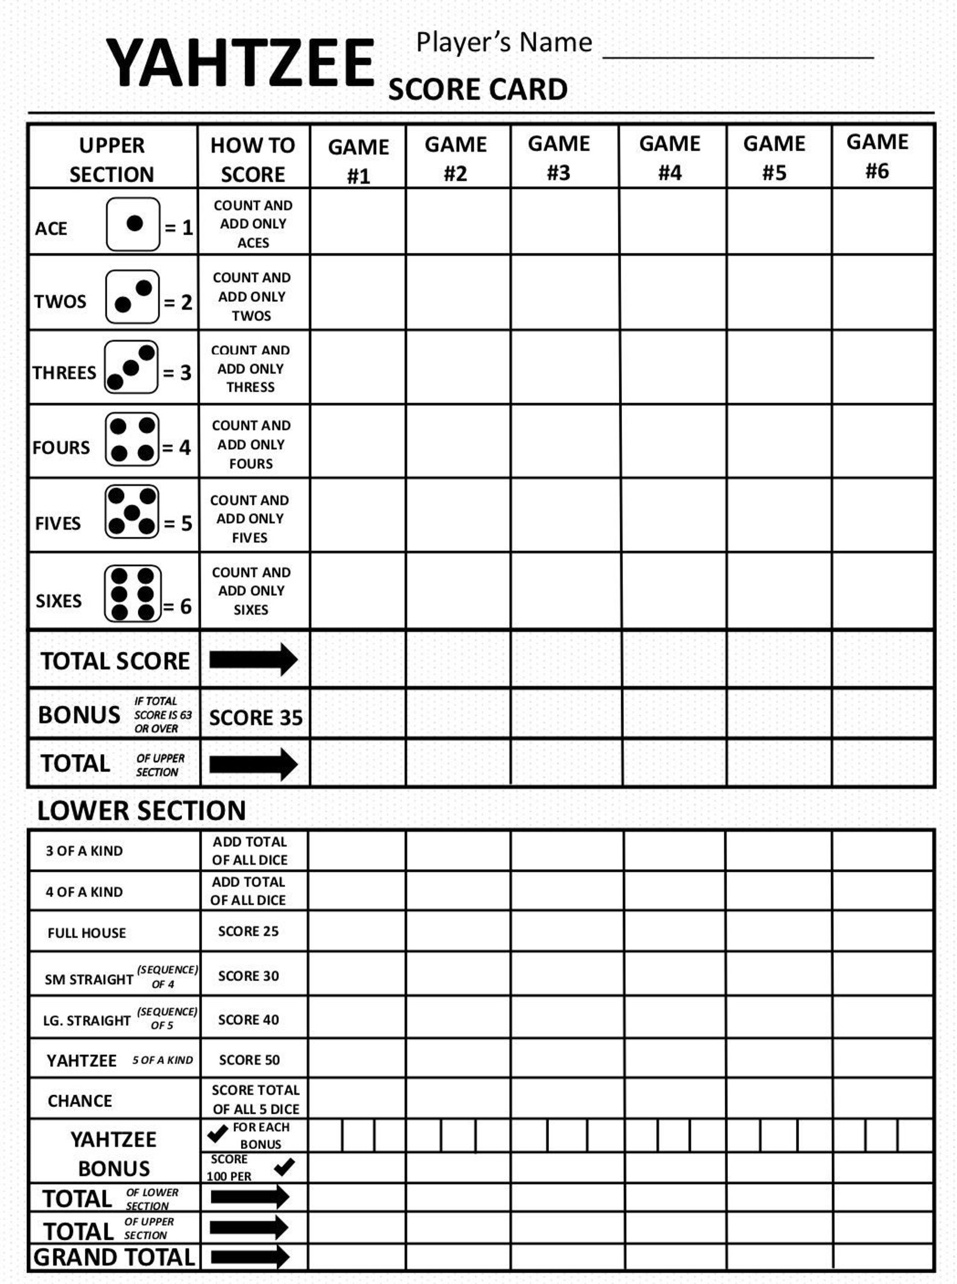 YAHTZEE
Player's Name
SCORE CARD
UPPER SECTION
HOW TO SCORE
GAME #1
GAME #2
GAME #3
GAME #4
GAME #5
GAME #6
ACE = 1
COUNT AND
ADD ONLY
ACES
TWOS = 2
COUNT AND
ADD ONLY
TWOS
THREES = 3
COUNT AND
ADD ONLY
THRESS
FOURS = 4
COUNT AND
ADD ONLY
FOURS
FIVES = 5
COUNT AND
ADD ONLY
FIVES
SIXES = 6
COUNT AND
ADD ONLY
SIXES
TOTAL SCORE
BONUS
IF TOTAL
SCORE IS 63
OR OVER
SCORE 35
TOTAL
OF UPPER
SECTION
LOWER SECTION
3 OF A KIND
ADD TOTAL
OF ALL DICE
4 OF A KIND
ADD TOTAL
OF ALL DICE
FULL HOUSE
SCORE 25
SM STRAIGHT
(SEQUENCE)
OF 4
SCORE 30
LG. STRAIGHT
(SEQUENCE)
OF 5
SCORE 40
YAHTZEE 5 OF A KIND
SCORE 50
CHANCE
SCORE TOTAL
OF ALL 5 DICE
YAHTZEE
BONUS
✓ FOR EACH
BONUS
SCORE
100 PER ✓
TOTAL
OF LOWER
SECTION
TOTAL
OF UPPER
SECTION
GRAND TOTAL